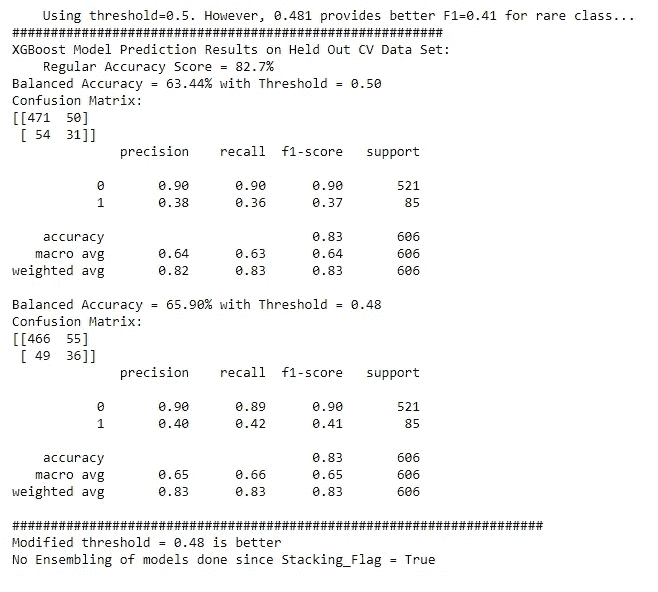 Using threshold=0.5. However, 0.481 provides better F1=0.41 for rare class...
########################################################
XGBoost Model Prediction Results on Held Out CV Data Set:
Regular Accuracy Score = 82.7%
Balanced Accuracy = 63.44% with Threshold = 0.50
Confusion Matrix:
[[471 50]
[ 54 31]]
precision recall f1-score support
0 0.90 0.90 0.90 521
1 0.38 0.36 0.37 85
accuracy 0.83 606
macro avg 0.64 0.63 0.64 606
weighted avg 0.82 0.83 0.83 606
Balanced Accuracy = 65.90% with Threshold = 0.48
Confusion Matrix:
[[466 55]
[ 49 36]]
precision recall f1-score support
0 0.90 0.89 0.90 521
1 0.40 0.42 0.41 85
accuracy 0.83 606
macro avg 0.65 0.66 0.65 606
weighted avg 0.83 0.83 0.83 606
#####################################################################
Modified threshold = 0.48 is better
No Ensembling of models done since Stacking_Flag = True